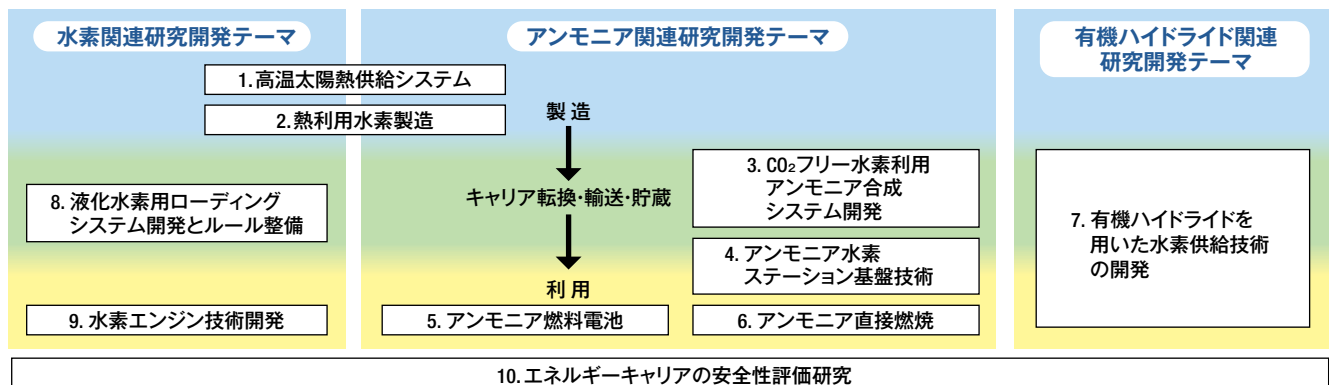 水素関連研究開発テーマ
アンモニア関連研究開発テーマ
有機ハイドライド関連
研究開発テーマ
1.高温太陽熱供給システム
2.熱利用水素製造
製 造
キャリア転換・輸送・貯蔵
利 用
3. CO₂フリー水素利用
アンモニア合成
システム開発
4. アンモニア水素
ステーション基盤技術
5. アンモニア燃料電池
6. アンモニア直接燃焼
7. 有機ハイドライドを
用いた水素供給技術
の開発
8. 液化水素用ローディング
システム開発とルール整備
9. 水素エンジン技術開発
10.エネルギーキャリアの安全性評価研究